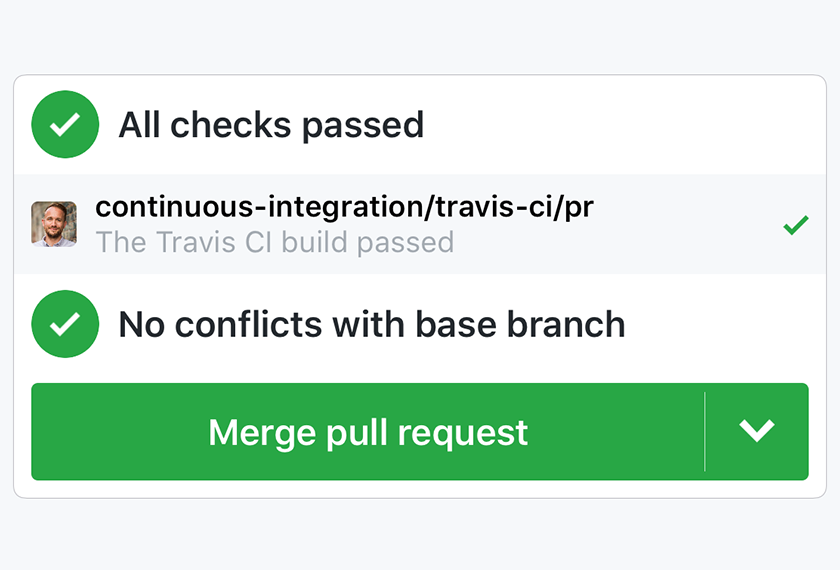 All checks passed
continuous-integration/travis-ci/pr
The Travis CI build passed
No conflicts with base branch
Merge pull request